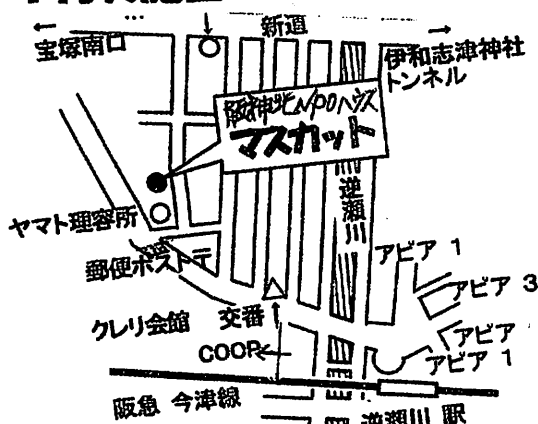 新道
宝塚南口
伊和志津神社
トンネル
阪神北NPOハウス
マスカット
逆瀬川
ヤマト理容所
郵便ポスト〒
アピア 1
アピア 3
クレリ会館
交番
アピア
アピア 1
COOP
阪急 今津線
逆瀬川 駅